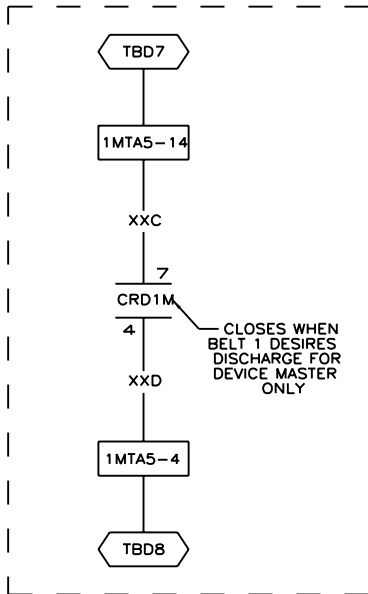 TBD7
1MTA5-14
XXC
7
CRD1M
4
CLOSES WHEN
BELT 1 DESIRES
DISCHARGE FOR
DEVICE MASTER
ONLY
XXD
1MTA5-4
TBD8